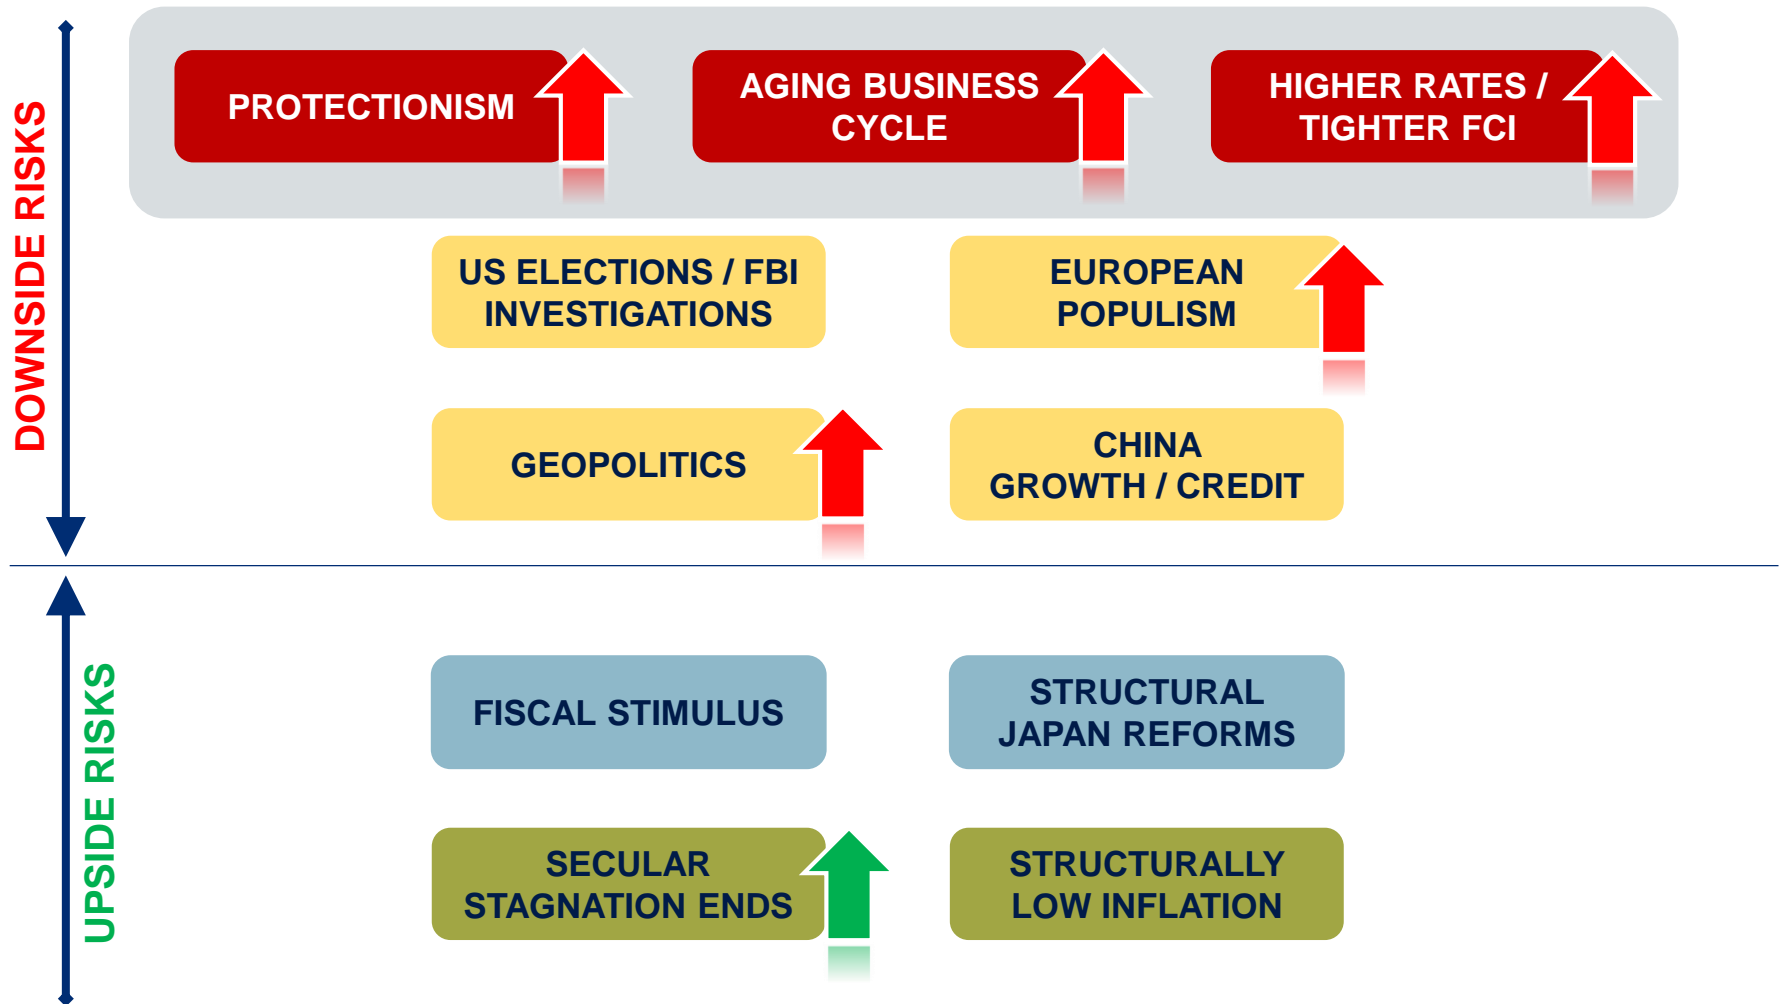 DOWNSIDE RISKS
PROTECTIONISM
AGING BUSINESS
CYCLE
HIGHER RATES /
TIGHTER FCI
US ELECTIONS / FBI
INVESTIGATIONS
EUROPEAN
POPULISM
GEOPOLITICS
CHINA
GROWTH / CREDIT
UPSIDE RISKS
FISCAL STIMULUS
STRUCTURAL
JAPAN REFORMS
SECULAR
STAGNATION ENDS
STRUCTURALLY
LOW INFLATION